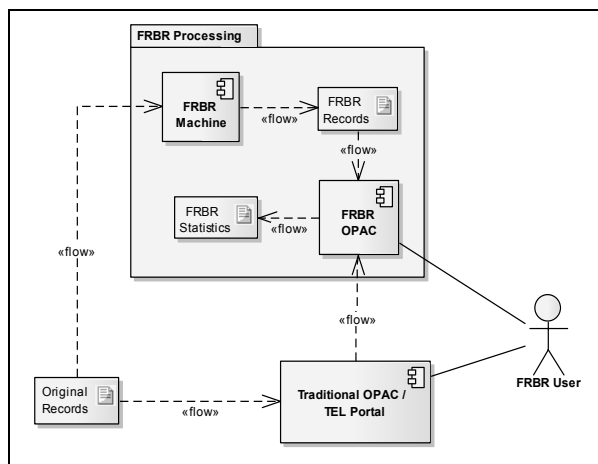 FRBR Processing
FRBR
Machine
«flow»
FRBR
Records
«flow»
FRBR
Statistics
«flow»
FRBR
OPAC
«flow»
«flow»
Original
Records
«flow»
Traditional OPAC /
TEL Portal
FRBR User